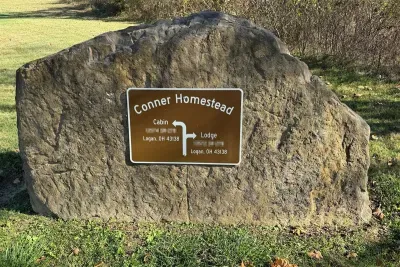 Conner Homestead
Cabin
Logan, OH 43138
Lodge
Logan, OH 43138